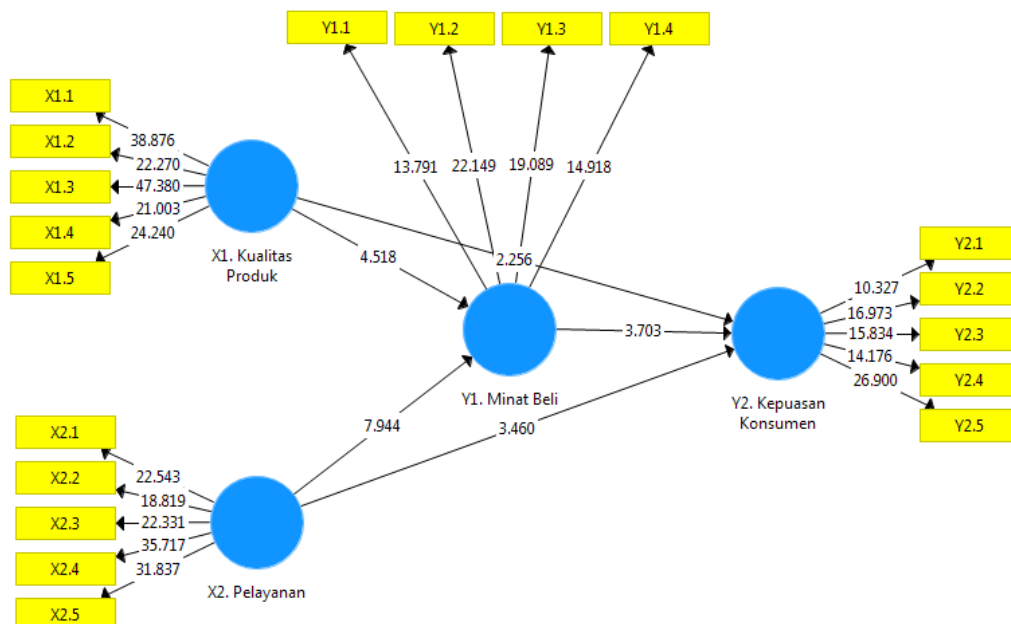 Y1.1
Y1.2
Y1.3
Y1.4
X1.1
X1.2
X1.3
X1.4
X1.5
38.876
22.270
47.380
21.003
24.240
X1. Kualitas
Produk
13.791
22.149
19.089
14.918
4.518
2.256
Y1. Minat Beli
3.703
7.944
3.460
Y2. Kepuasan
Konsumen
10.327
16.973
15.834
14.176
26.900
Y2.1
Y2.2
Y2.3
Y2.4
Y2.5
X2.1
X2.2
X2.3
X2.4
X2.5
22.543
18.819
22.331
35.717
31.837
X2. Pelayanan